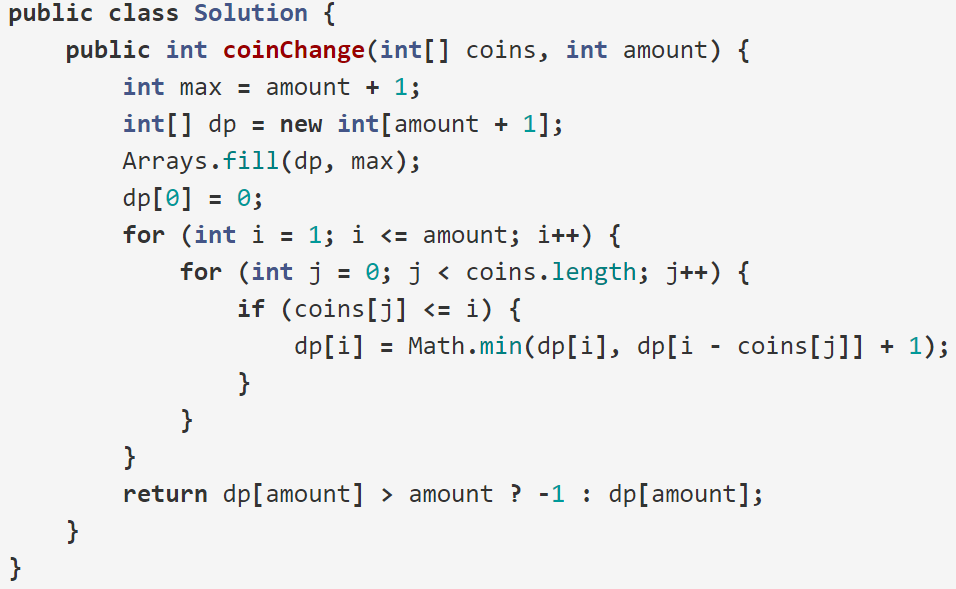 public class Solution {
    public int coinChange(int[] coins, int amount) {
        int max = amount + 1;
        int[] dp = new int[amount + 1];
        Arrays.fill(dp, max);
        dp[0] = 0;
        for (int i = 1; i <= amount; i++) {
            for (int j = 0; j < coins.length; j++) {
                if (coins[j] <= i) {
                    dp[i] = Math.min(dp[i], dp[i - coins[j]] + 1);
                }
            }
        }
        return dp[amount] > amount ? -1 : dp[amount];
    }
}